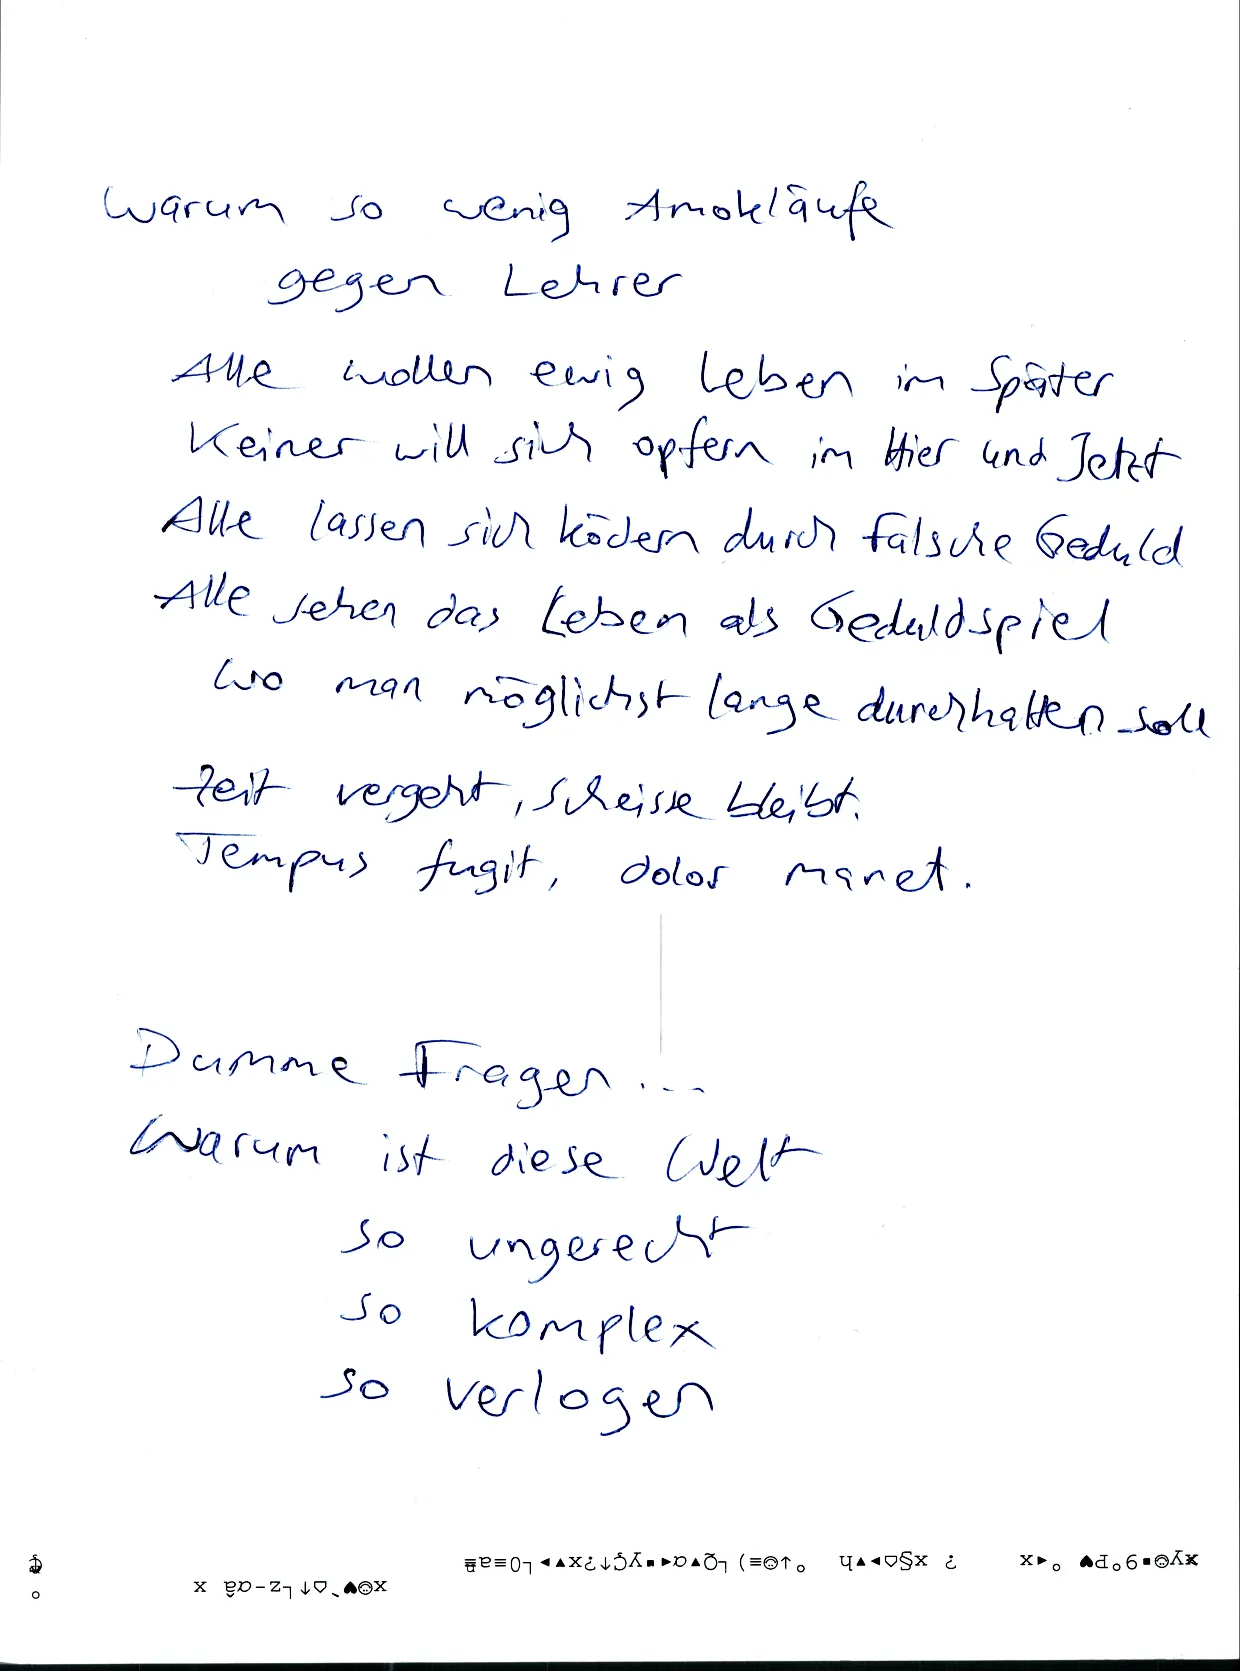 Warum so wenig Amokläufe
gegen Lehrer
Alle wollen ewig leben im Später
Keiner will sich opfern im Hier und Jetzt
Alle lassen sich ködern durch falsche Geduld
Alle sehen das Leben als Geduldspiel
wo man möglichst lange durchhalten soll
Zeit vergeht, Scheisse bleibt.
Tempus fugit, dolor manet.
Dumme Fragen...
Warum ist diese Welt
so ungerecht
so komplex
so verlogen